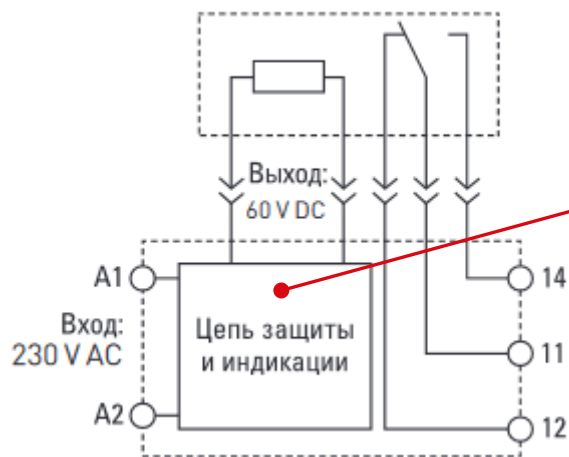 Выход:
60 V DC
A1
14
Вход:
230 V AC
Цепь защиты
и индикации
11
A2
12